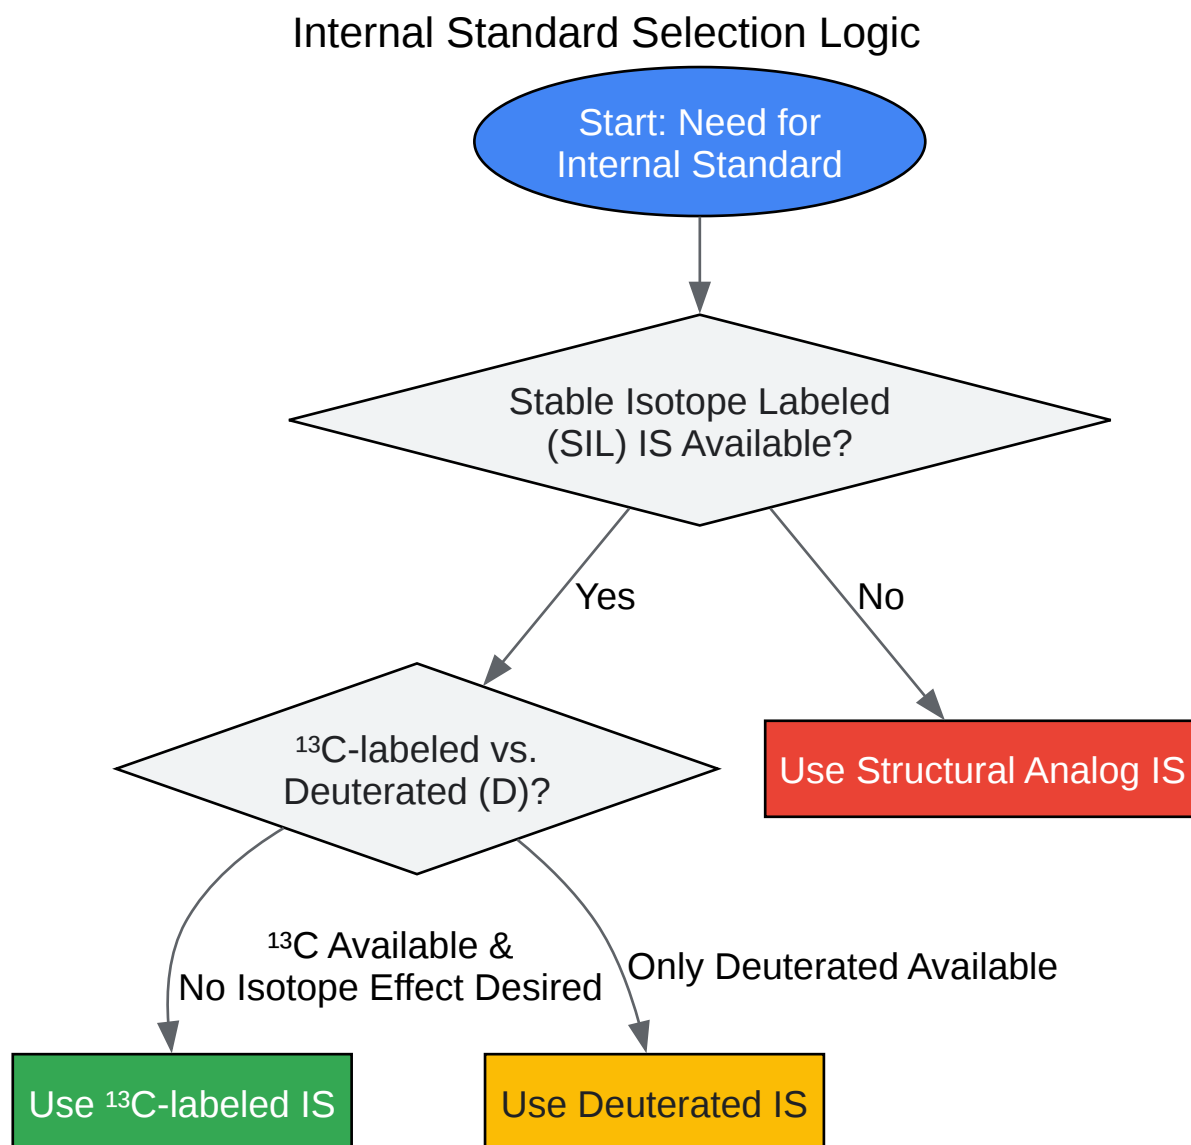 Internal Standard Selection Logic
Start: Need for
Internal Standard
Stable Isotope Labeled
(SIL) IS Available?
Yes
No
¹³C-labeled vs.
Deuterated (D)?
Use Structural Analog IS
¹³C Available &
No Isotope Effect Desired
Only Deuterated Available
Use ¹³C-labeled IS
Use Deuterated IS